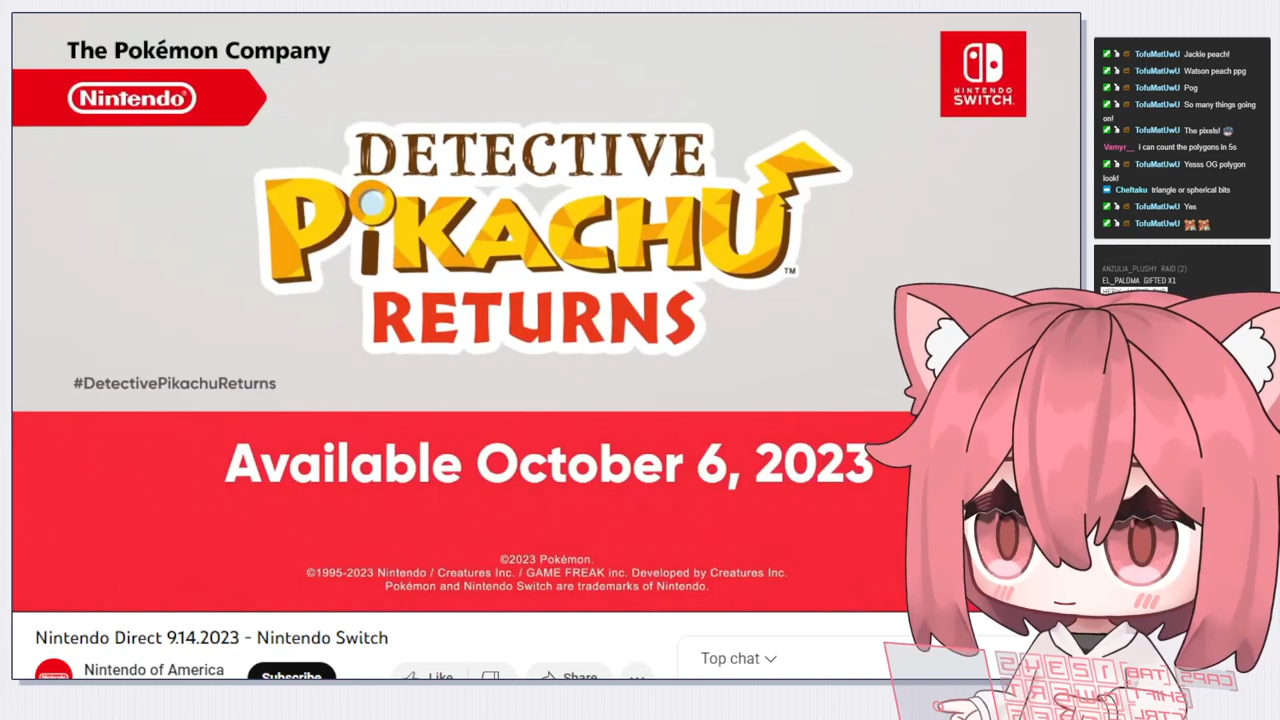 The Pokémon Company
Nintendo
NINTENDO
SWITCH
DETECTIVE
PiKACHU™
RETURNS
#DetectivePikachuReturns
Available October 6, 2023
©2023 Pokémon.
©1995-2023 Nintendo / Creatures Inc. / GAME FREAK inc. Developed by Creatures Inc.
Pokémon and Nintendo Switch are trademarks of Nintendo.
Nintendo Direct 9.14.2023 - Nintendo Switch
Nintendo of America
Subscribe
Like
Share
Top chat
TofuMatUwU Jackie peach!
TofuMatUwU Watson peach ppg
TofuMatUwU Pog
TofuMatUwU So many things going
on!
TofuMatUwU The pixels!
Vamyr__ I can count the polygons in 5s
TofuMatUwU Yesss OG polygon
look!
Cheftaku triangle or spherical bits
TofuMatUwU Yes
TofuMatUwU
ANZULIA_PLUSHY RAID (2)
EL_PALOMA GIFTED X1
CAPS TAB
SHIFT